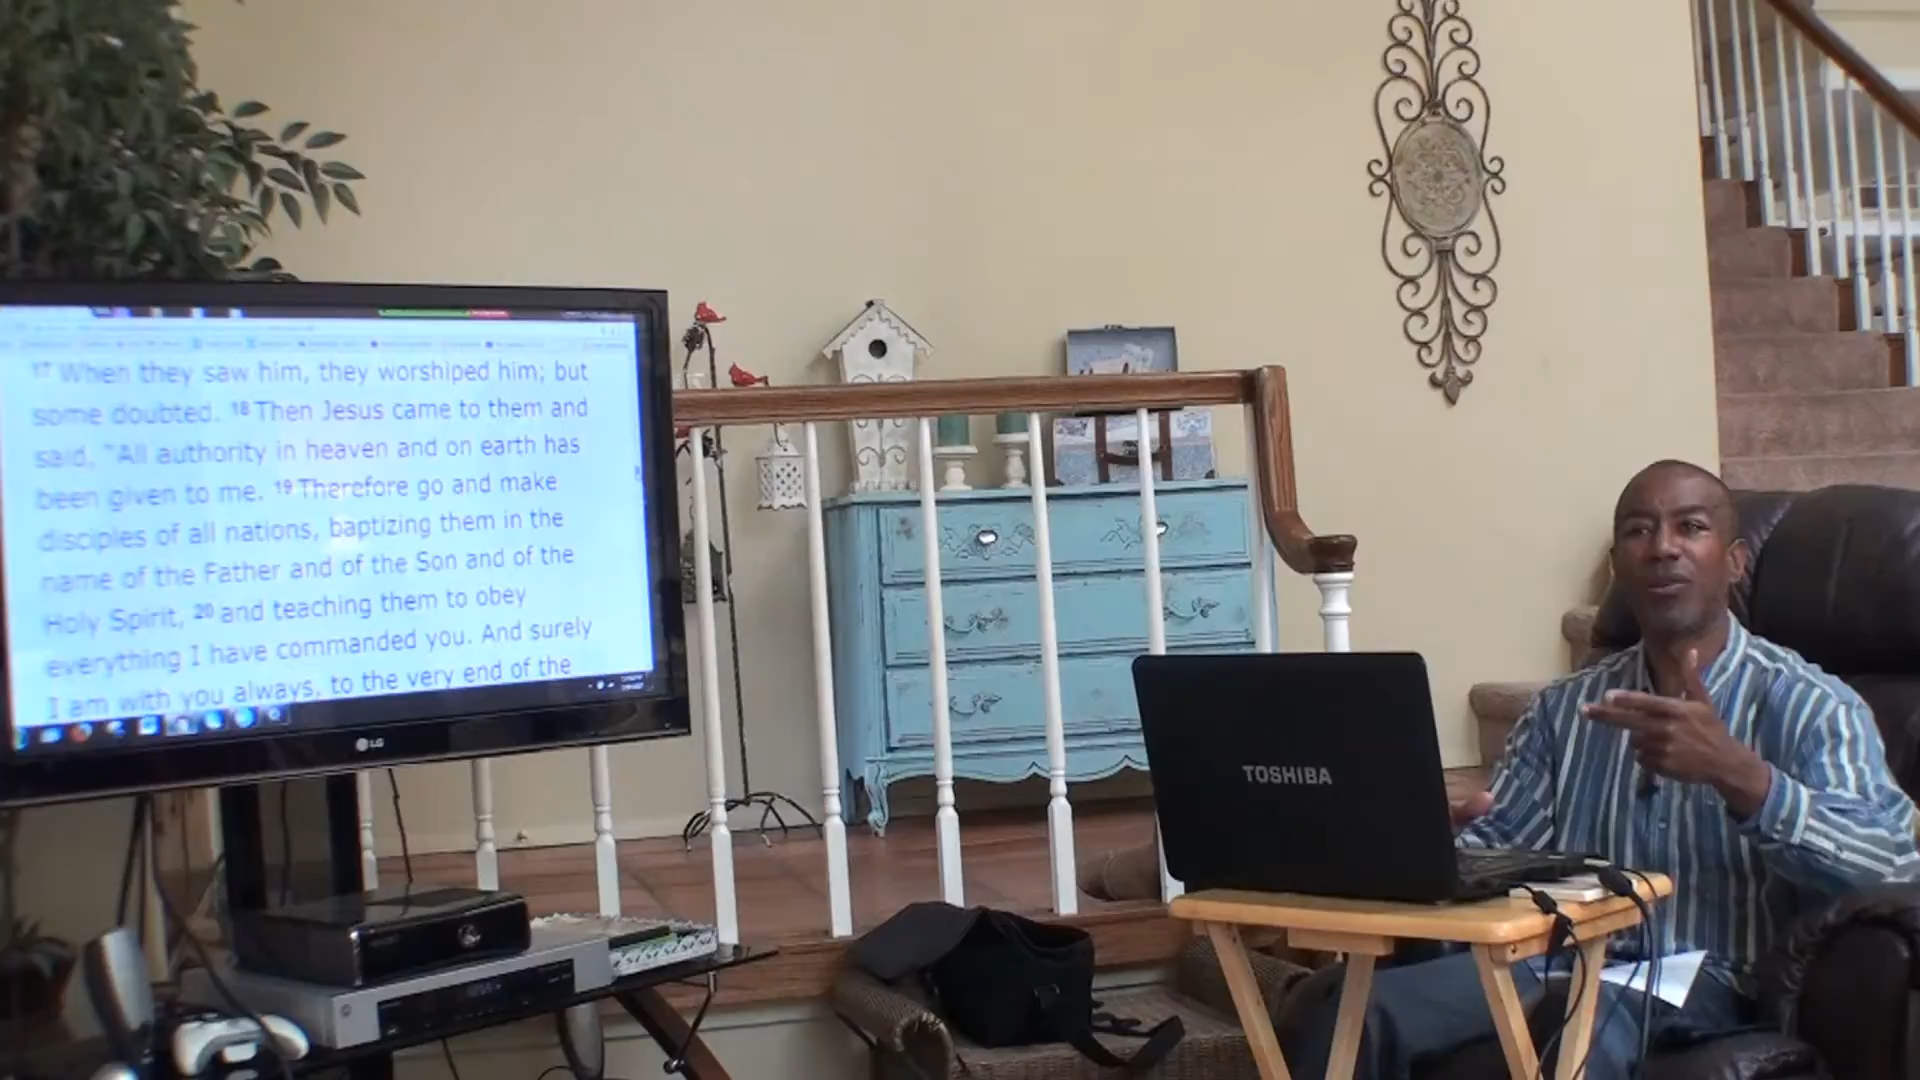 17 When they saw him, they worshiped him; but
some doubted. 18 Then Jesus came to them and
said, "All authority in heaven and on earth has
been given to me. 19 Therefore go and make
disciples of all nations, baptizing them in the
name of the Father and of the Son and of the
Holy Spirit, 20 and teaching them to obey
everything I have commanded you. And surely
I am with you always, to the very end of the
LG
TOSHIBA